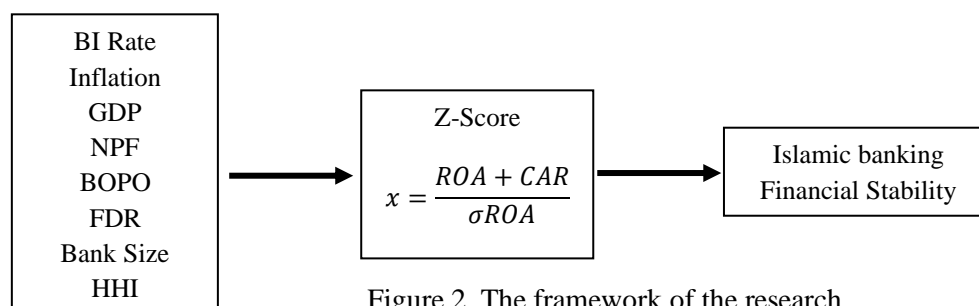 BI Rate
Inflation
GDP
NPF
BOPO
FDR
Bank Size
HHI
Z-Score
x = (ROA + CAR) / σROA
Islamic banking
Financial Stability
Figure 2. The framework of the research